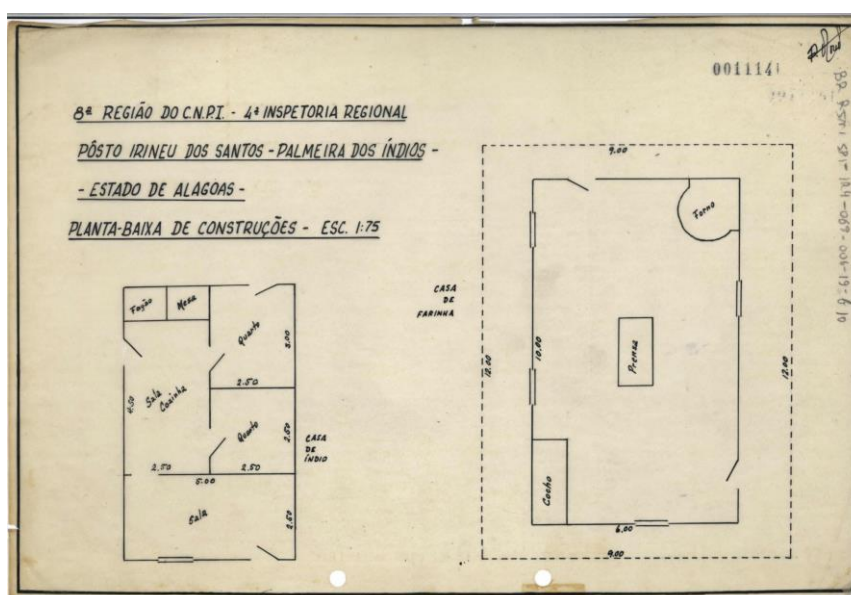 001114
8ª REGIÃO DO C.N.P.I. - 4ª INSPETORIA REGIONAL
PÔSTO IRINEU DOS SANTOS - PALMEIRA DOS ÍNDIOS -
- ESTADO DE ALAGOAS -
PLANTA-BAIXA DE CONSTRUÇÕES - ESC. 1:75
Fogão
Mesa
Quarto
3.00
2.50
4.50
Sala
Cozinha
Quarto
2.50
2.50
2.50
5.00
Sala
2.50
CASA
DE
ÍNDIO
CASA
DE
FARINHA
9.00
Forno
10.00
Prensa
12.00
12.00
Cocho
6.00
9.00